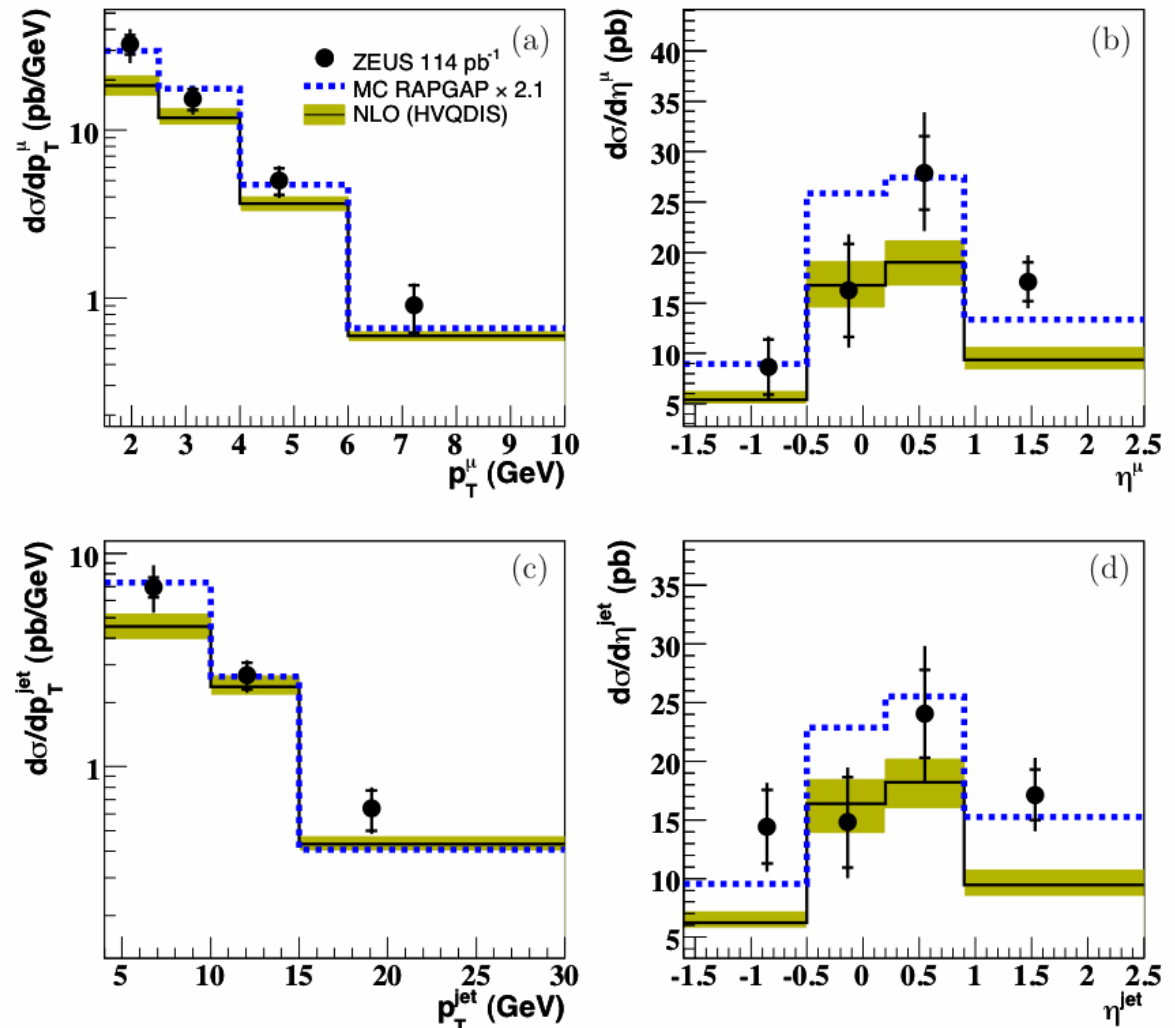 dσ/dp_T^μ (pb/GeV)
(a)
ZEUS 114 pb⁻¹
MC RAPGAP × 2.1
NLO (HVQDIS)
10
1
2 3 4 5 6 7 8 9 10
p_T^μ (GeV)
dσ/dη^μ (pb)
(b)
40
35
30
25
20
15
10
5
-1.5 -1 -0.5 0 0.5 1 1.5 2 2.5
η^μ
dσ/dp_T^jet (pb/GeV)
(c)
10
1
5 10 15 20 25 30
p_T^jet (GeV)
dσ/dη^jet (pb)
(d)
35
30
25
20
15
10
5
-1.5 -1 -0.5 0 0.5 1 1.5 2 2.5
η^jet